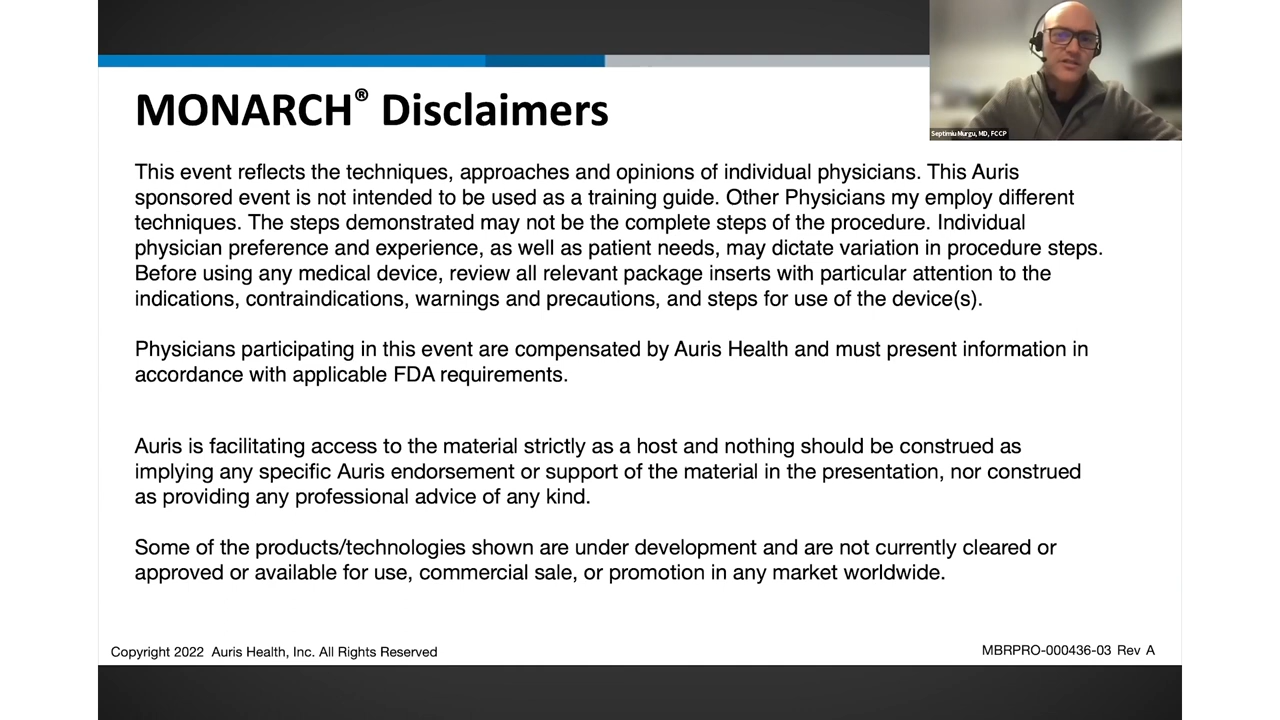 MONARCH® Disclaimers
Septimiu Murgu, MD, FCCP
This event reflects the techniques, approaches and opinions of individual physicians. This Auris
sponsored event is not intended to be used as a training guide. Other Physicians my employ different
techniques. The steps demonstrated may not be the complete steps of the procedure. Individual
physician preference and experience, as well as patient needs, may dictate variation in procedure steps.
Before using any medical device, review all relevant package inserts with particular attention to the
indications, contraindications, warnings and precautions, and steps for use of the device(s).
Physicians participating in this event are compensated by Auris Health and must present information in
accordance with applicable FDA requirements.
Auris is facilitating access to the material strictly as a host and nothing should be construed as
implying any specific Auris endorsement or support of the material in the presentation, nor construed
as providing any professional advice of any kind.
Some of the products/technologies shown are under development and are not currently cleared or
approved or available for use, commercial sale, or promotion in any market worldwide.
Copyright 2022 Auris Health, Inc. All Rights Reserved
MBRPRO-000436-03 Rev A